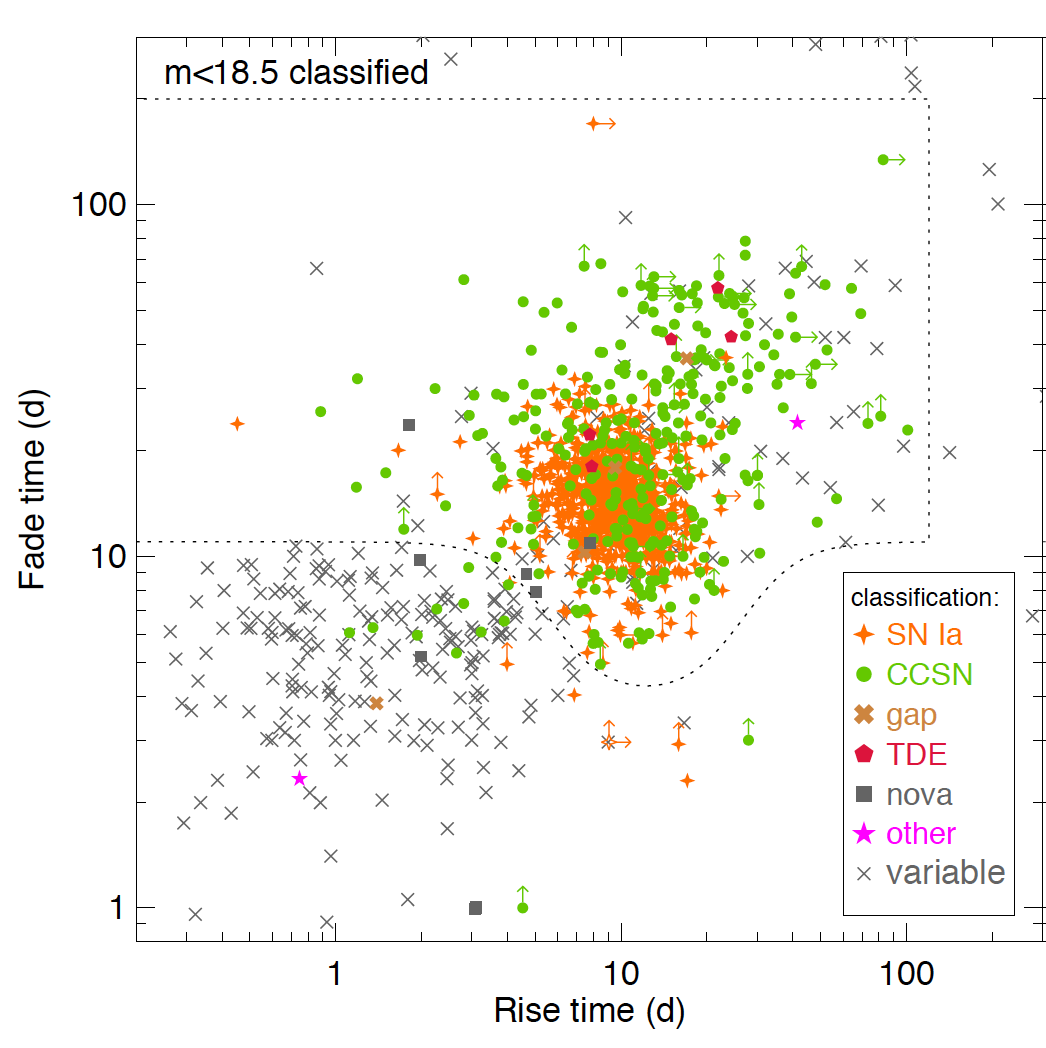 m<18.5 classified
100
10
1
Fade time (d)
1 10 100
Rise time (d)
classification:
SN Ia
CCSN
gap
TDE
nova
other
variable